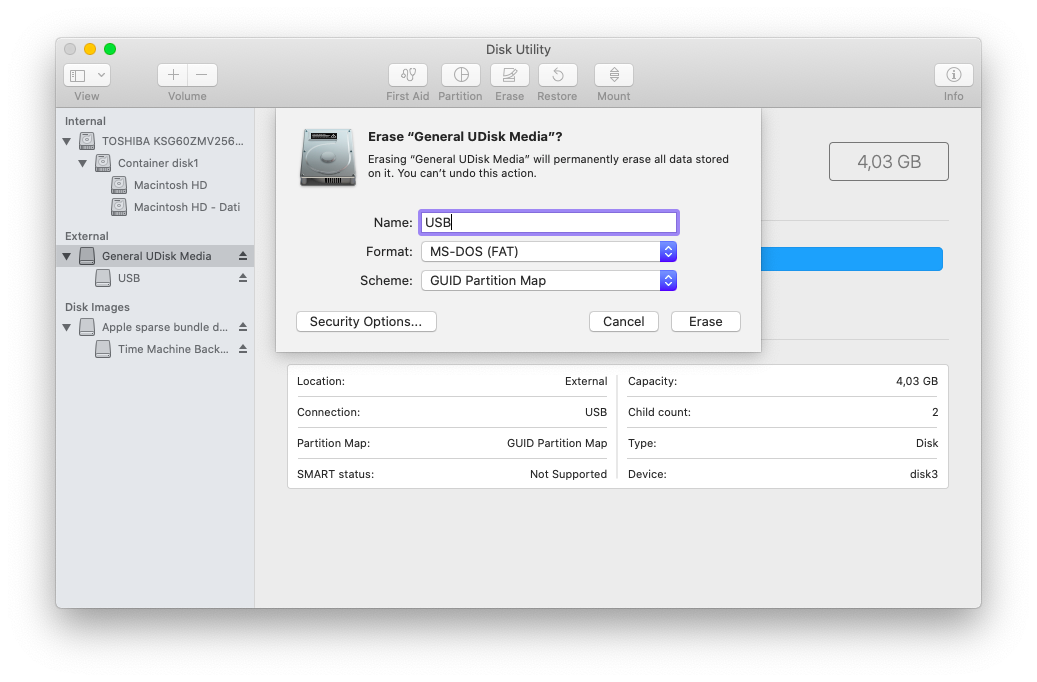 Disk Utility
View
Volume
First Aid
Partition
Erase
Restore
Mount
Info
Internal
TOSHIBA KSG60ZMV256...
Container disk1
Macintosh HD
Macintosh HD - Dati
External
General UDisk Media
USB
Disk Images
Apple sparse bundle d...
Time Machine Back...
Erase “General UDisk Media”?
Erasing “General UDisk Media” will permanently erase all data stored
on it. You can’t undo this action.
Name: USB
Format: MS-DOS (FAT)
Scheme: GUID Partition Map
Security Options...
Cancel
Erase
4,03 GB
Location: External
Connection: USB
Partition Map: GUID Partition Map
SMART status: Not Supported
Capacity: 4,03 GB
Child count: 2
Type: Disk
Device: disk3